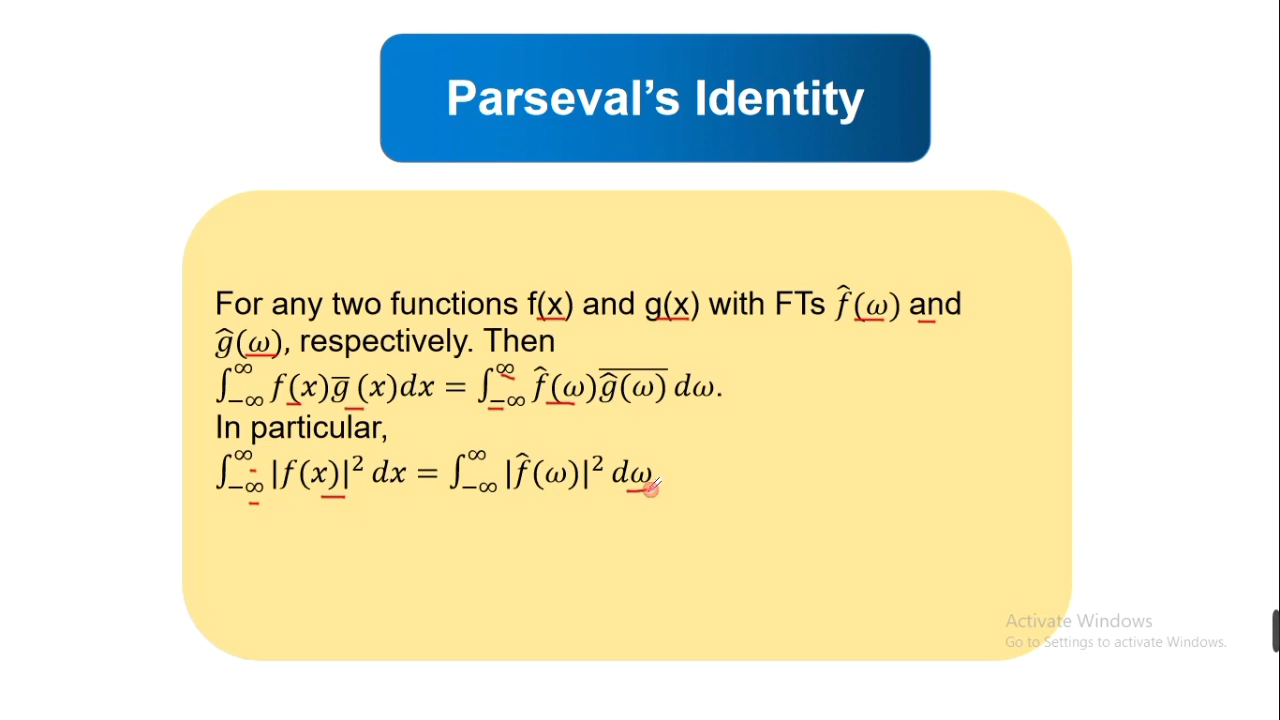 Parseval’s Identity
For any two functions f(x) and g(x) with FTs f̂(ω) and
ĝ(ω), respectively. Then
∫_{−∞}^{∞} f(x)g̅ (x)dx = ∫_{−∞}^{∞} f̂(ω)\overline{ĝ(ω)} dω.
In particular,
∫_{−∞}^{∞} |f(x)|² dx = ∫_{−∞}^{∞} |f̂(ω)|² dω
Activate Windows
Go to Settings to activate Windows.